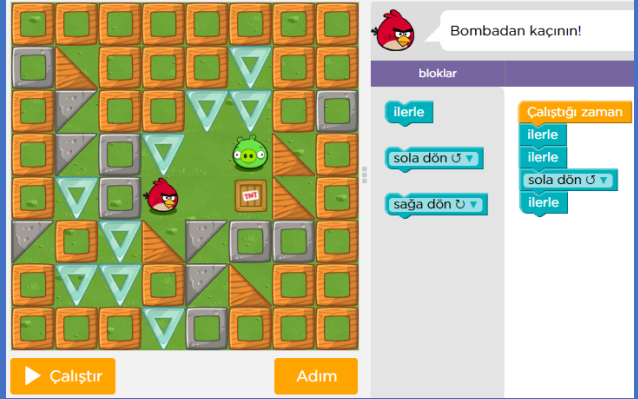 Bombadan kaçının!
bloklar
ilerle
sola dön ↺ ▼
sağa dön ↻ ▼
Çalıştığı zaman
ilerle
ilerle
sola dön ↺ ▼
ilerle
TNT
Çalıştır
Adım